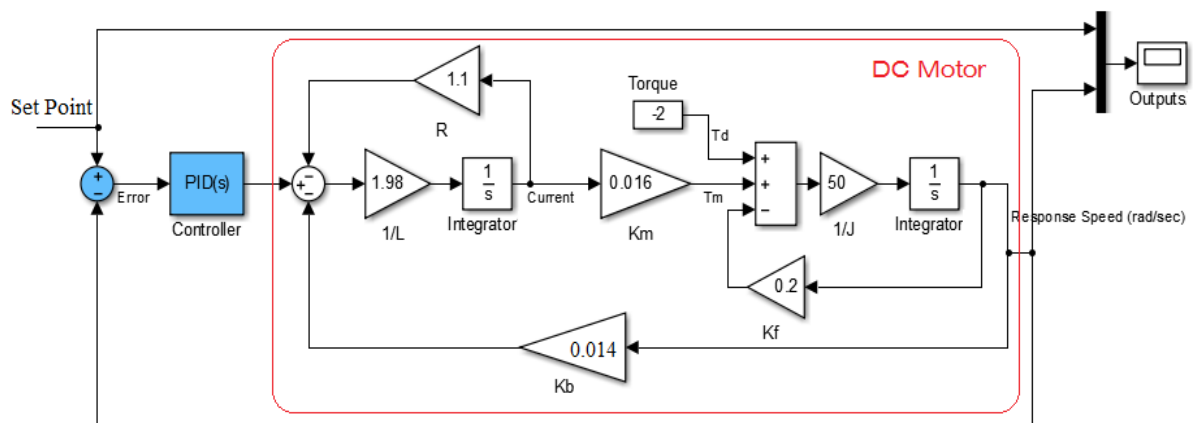 DC Motor
1.1
R
Torque
-2
Td
Outputs.
Set Point
+
−
Error
PID(s)
Controller
+
−
−
1.98
1/L
1
s
Integrator
Current
0.016
Km
Tm
+
+
−
50
1/J
1
s
Integrator
Response Speed (rad/sec)
0.2
Kf
0.014
Kb